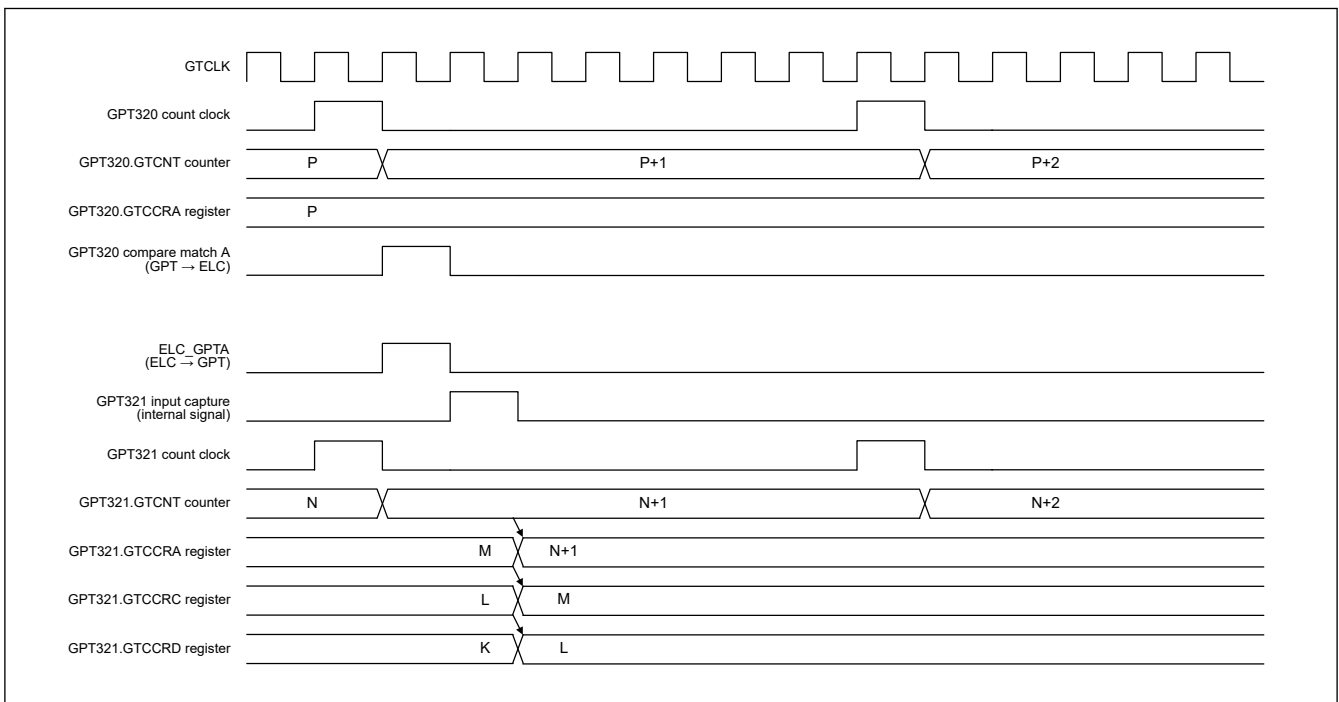 GTCLK
GPT320 count clock
GPT320.GTCNT counter P P+1 P+2
GPT320.GTCCRA register P
GPT320 compare match A
(GPT → ELC)
ELC_GPTA
(ELC → GPT)
GPT321 input capture
(internal signal)
GPT321 count clock
GPT321.GTCNT counter N N+1 N+2
GPT321.GTCCRA register M N+1
GPT321.GTCCRC register L M
GPT321.GTCCRD register K L